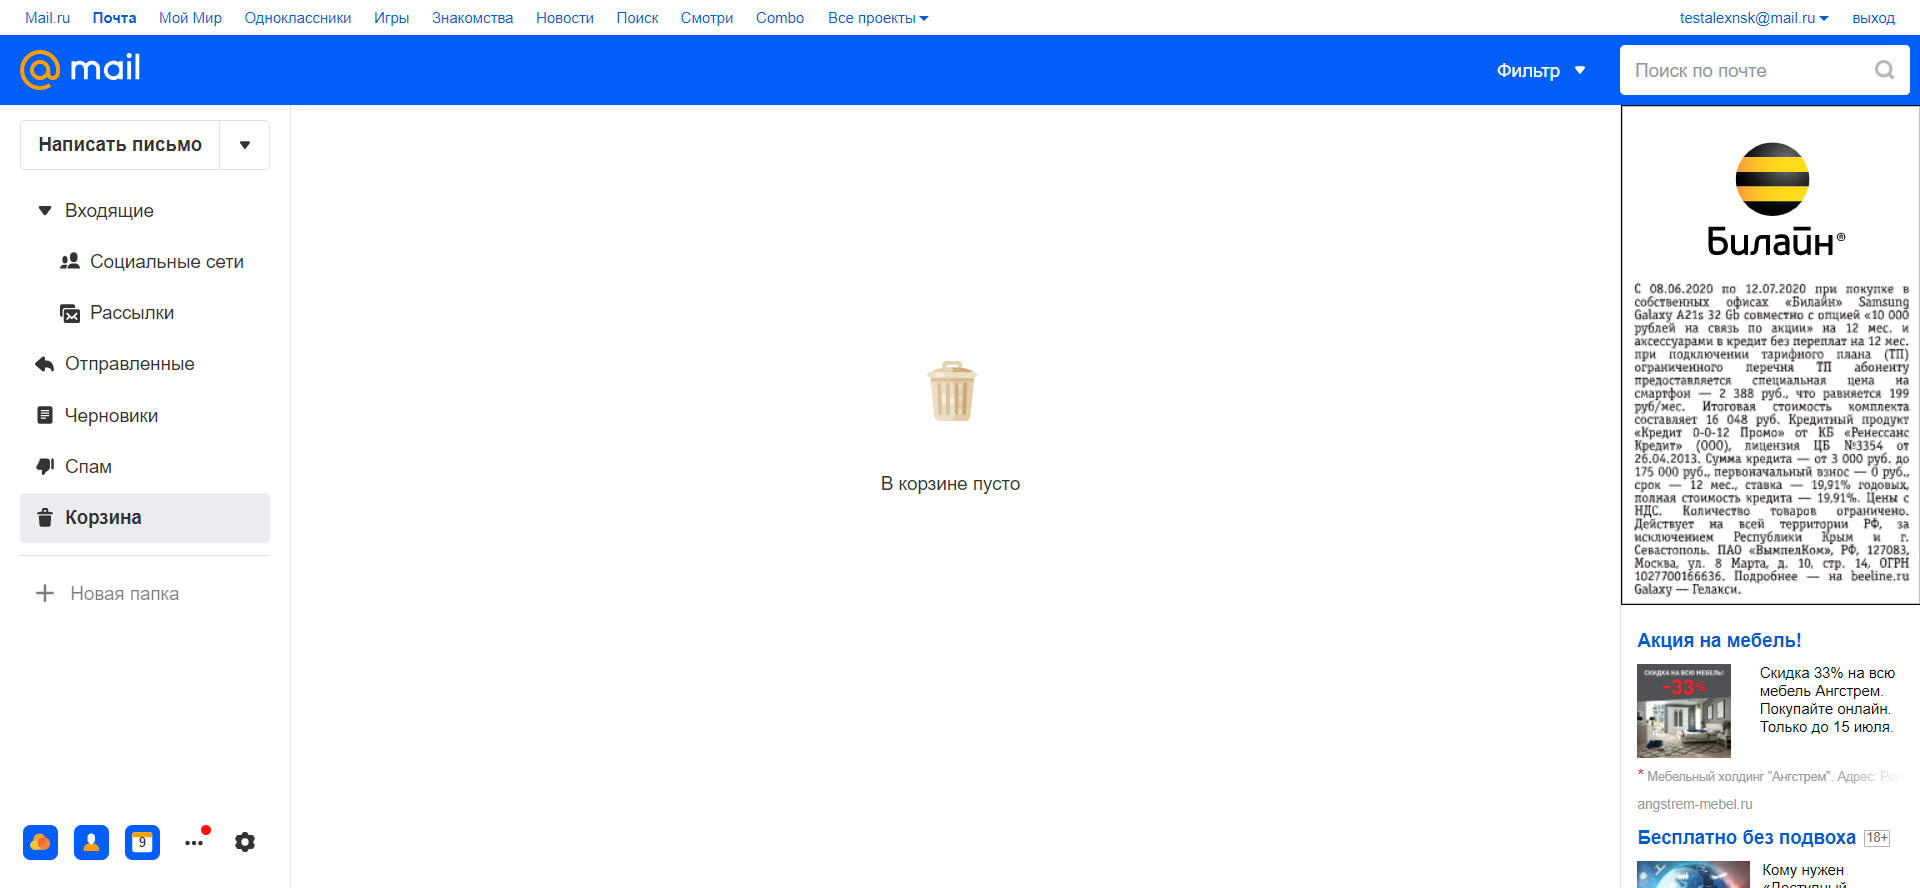 Mail.ru Почта Мой Мир Одноклассники Игры Знакомства Новости Поиск Смотри Combo Все проекты testalexnsk@mail.ru выход
mail Фильтр Поиск по почте
Написать письмо
Входящие
Социальные сети
Рассылки
Отправленные
Черновики
Спам
Корзина
Новая папка
9
В корзине пусто
Билайн®
С 08.06.2020 по 12.07.2020 при покупке в
собственных офисах «Билайн» Samsung
Galaxy A21s 32 Gb совместно с опцией «10 000
рублей на связь по акции» на 12 мес. и
аксессуарами в кредит без переплат на 12 мес.
при подключении тарифного плана (ТП)
ограниченного перечня ТП абоненту
предоставляется специальная цена на
смартфон — 2 388 руб., что равняется 199
руб/мес. Итоговая стоимость комплекта
составляет 16 048 руб. Кредитный продукт
«Кредит 0-0-12 Промо» от КБ «Ренессанс
Кредит» (ООО), лицензия ЦБ №3354 от
26.04.2013. Сумма кредита — от 3 000 руб. до
175 000 руб., первоначальный взнос — 0 руб.,
срок — 12 мес., ставка — 19,91% годовых,
полная стоимость кредита — 19,91%. Цены с
НДС. Количество товаров ограничено.
Действует на всей территории РФ, за
исключением Республики Крым и г.
Севастополь. ПАО «ВымпелКом», РФ, 127083,
Москва, ул. 8 Марта, д. 10, стр. 14, ОГРН
1027700166636. Подробнее — на beeline.ru
Galaxy — Гелакси.
Акция на мебель!
СКИДКА НА ВСЮ МЕБЕЛЬ!
-33%
Скидка 33% на всю
мебель Ангстрем.
Покупайте онлайн.
Только до 15 июля.
* Мебельный холдинг "Ангстрем". Адрес: Рос
angstrem-mebel.ru
Бесплатно без подвоха 18+
Кому нужен
«Доступный